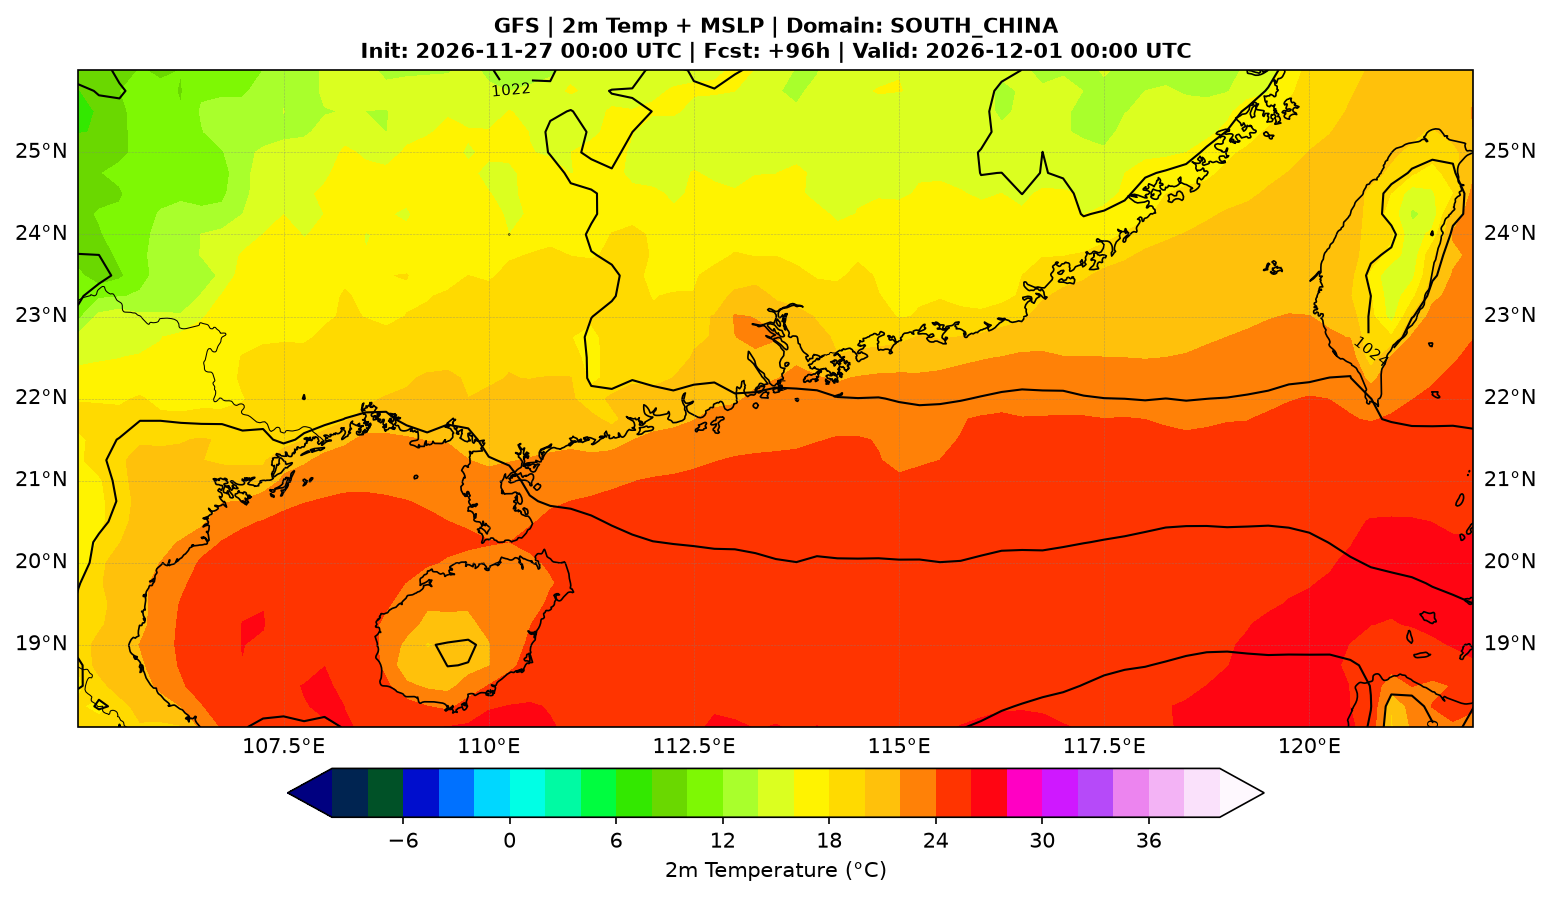 GFS | 2m Temp + MSLP | Domain: SOUTH_CHINA
Init: 2026-11-27 00:00 UTC | Fcst: +96h | Valid: 2026-12-01 00:00 UTC
1022
25°N 25°N
24°N 24°N
23°N 23°N
1024
22°N 22°N
21°N 21°N
20°N 20°N
19°N 19°N
107.5°E 110°E 112.5°E 115°E 117.5°E 120°E
−6 0 6 12 18 24 30 36
2m Temperature (°C)